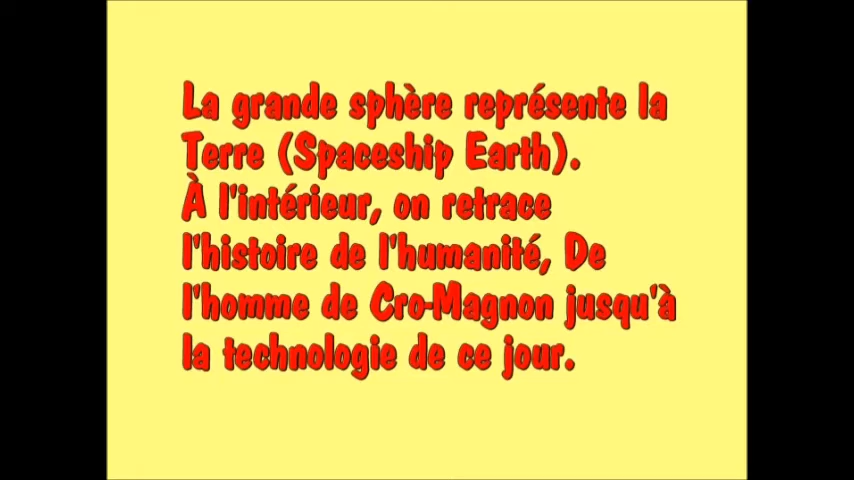 La grande sphère représente la
Terre (Spaceship Earth).
À l'intérieur, on retrace
l'histoire de l'humanité, De
l'homme de Cro-Magnon jusqu'à
la technologie de ce jour.